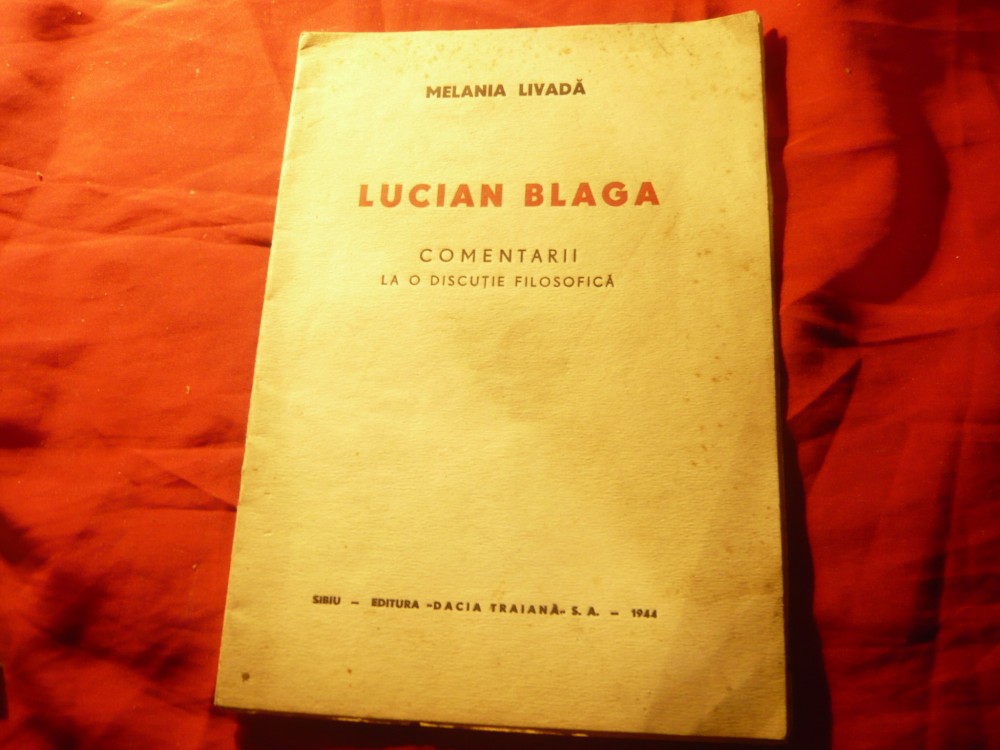 MELANIA LIVADĂ
LUCIAN BLAGA
COMENTARII
LA O DISCUȚIE FILOSOFICĂ
SIBIU – EDITURA «DACIA TRAIANĂ» S. A. – 1944